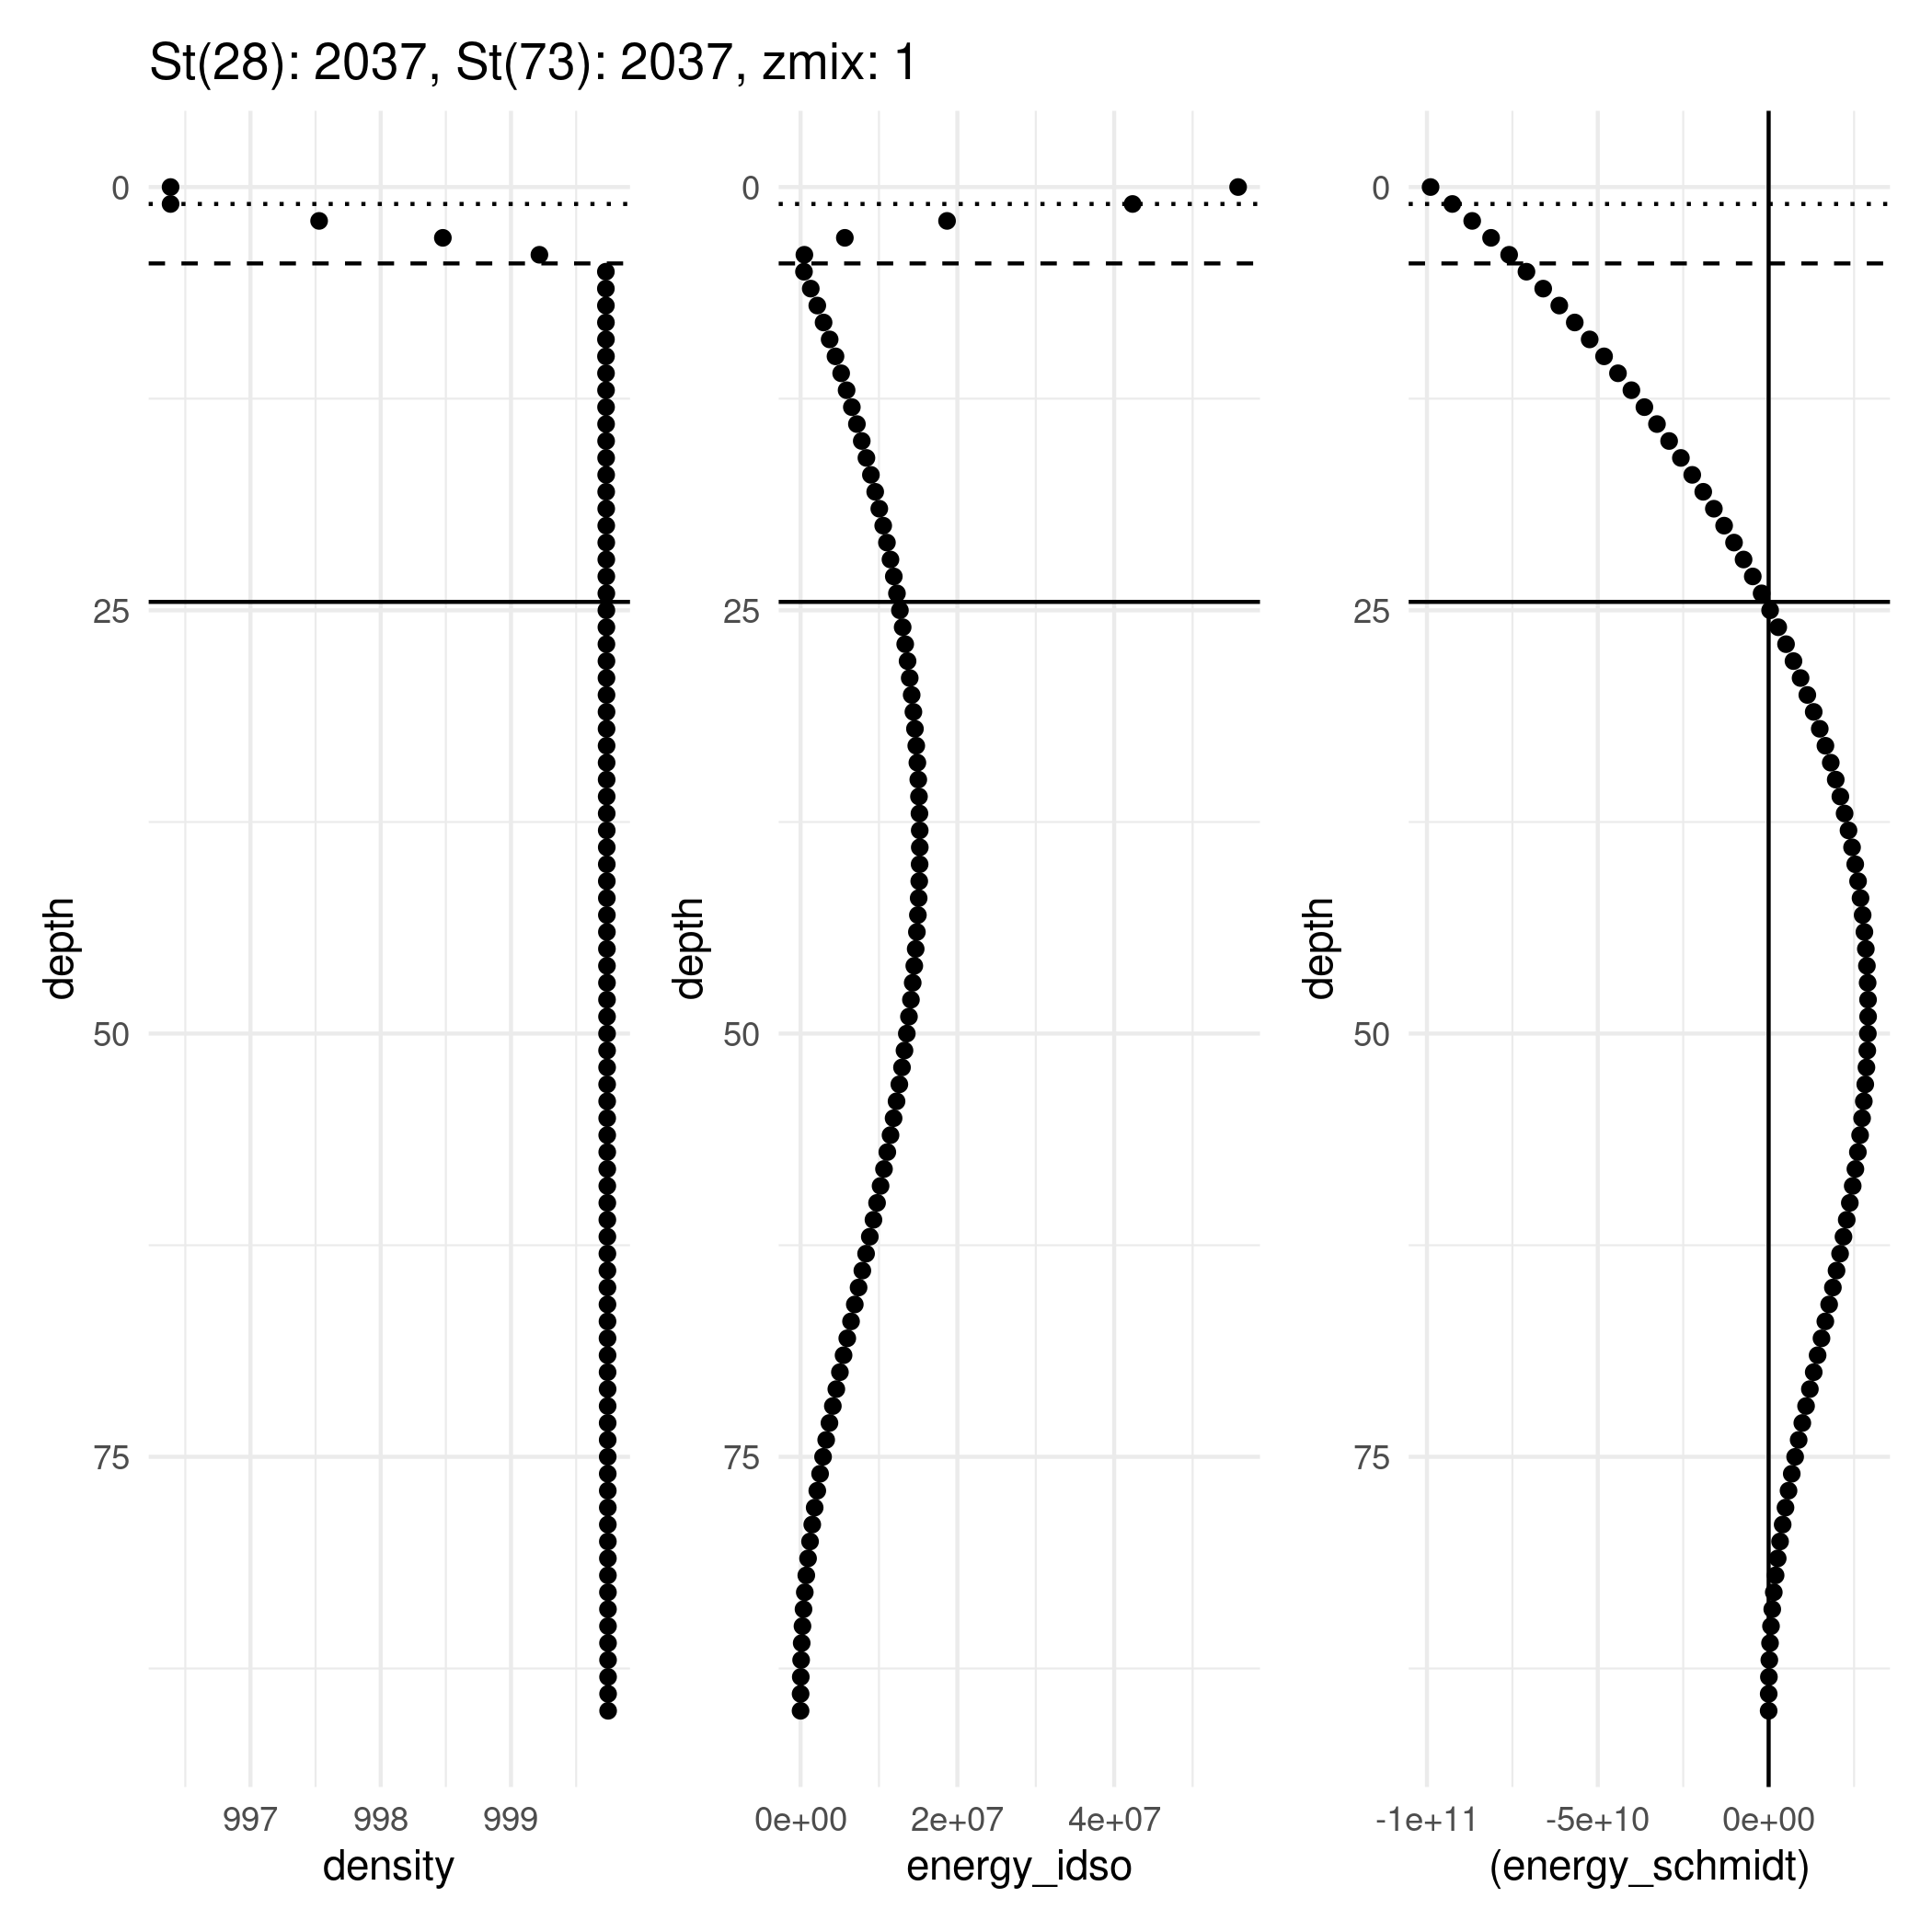 St(28): 2037, St(73): 2037, zmix: 1
0
25
50
75
depth
997
998
999
density
0
25
50
75
depth
0e+00
2e+07
4e+07
energy_idso
0
25
50
75
depth
-1e+11
-5e+10
0e+00
(energy_schmidt)